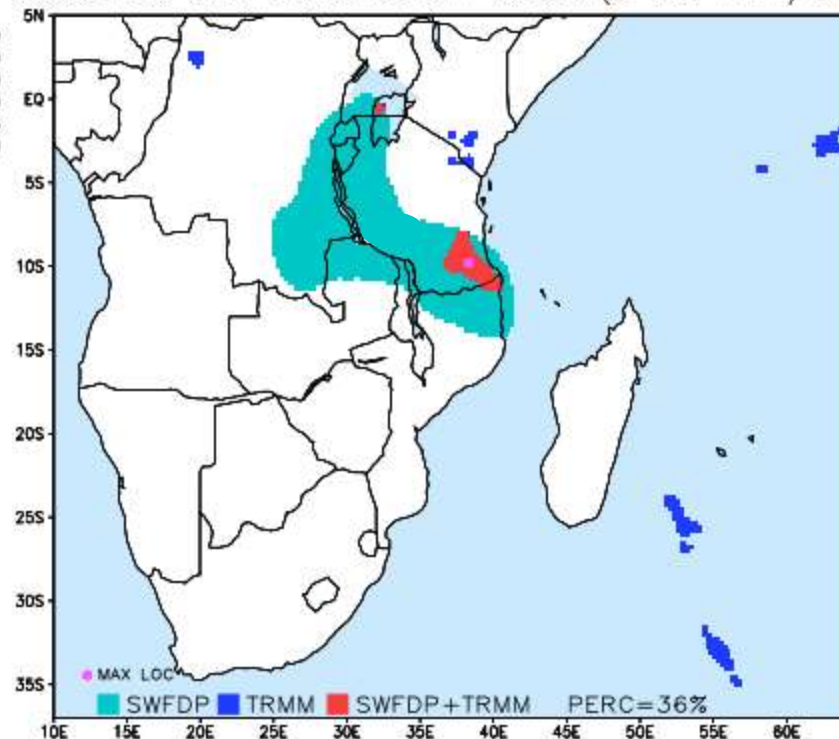 5N
EQ
5S
10S
15S
20S
25S
30S
35S
MAX LOC
SWFDP TRMM SWFDP+TRMM PERC=36%
10E 15E 20E 25E 30E 35E 40E 45E 50E 55E 60E